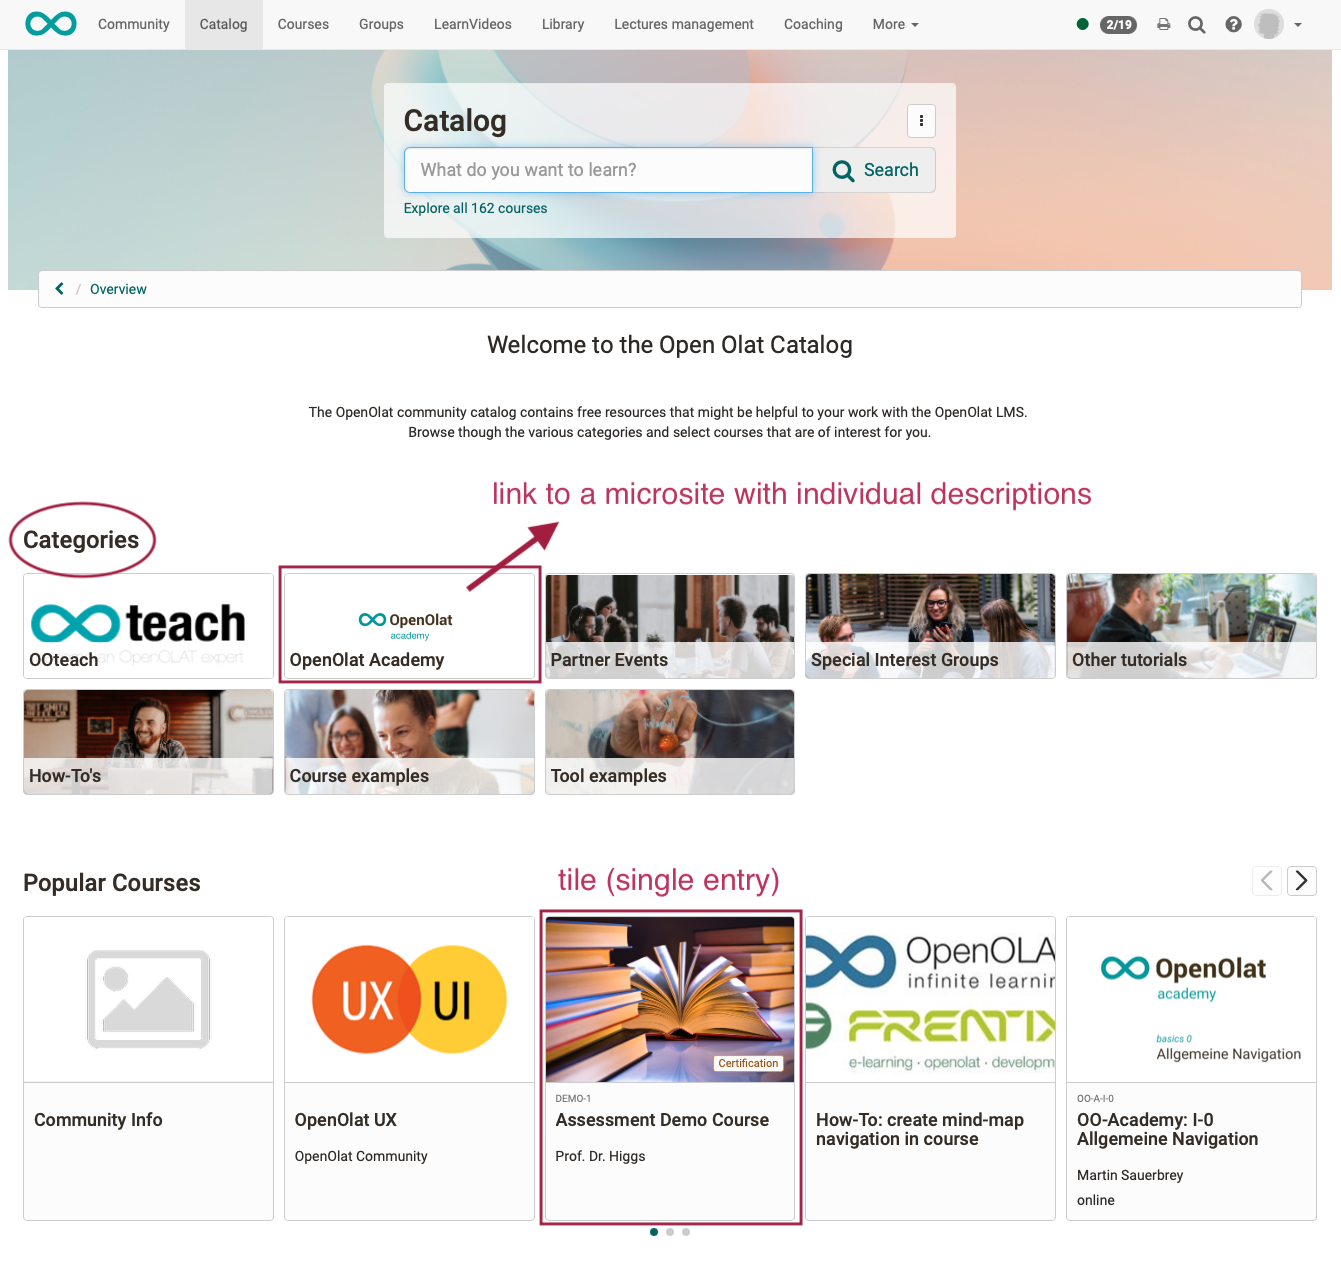 Community Catalog Courses Groups LearnVideos Library Lectures management Coaching More 2/19
Catalog
What do you want to learn? Search
Explore all 162 courses
/ Overview
Welcome to the Open Olat Catalog
The OpenOlat community catalog contains free resources that might be helpful to your work with the OpenOlat LMS.
Browse though the various categories and select courses that are of interest for you.
link to a microsite with individual descriptions
Categories
teach
an OpenOLAT expert
OOteach
OpenOlat
academy
OpenOlat Academy
Partner Events
Special Interest Groups
Other tutorials
How-To's
Course examples
Tool examples
Popular Courses
tile (single entry)
Community Info
UX UI
OpenOlat UX
OpenOlat Community
Certification
DEMO-1
Assessment Demo Course
Prof. Dr. Higgs
OpenOLA
infinite learnin
FRENTIX
e-learning · openolat · developm
How-To: create mind-map
navigation in course
OpenOlat
academy
basics 0
Allgemeine Navigation
OO-A-I-0
OO-Academy: I-0
Allgemeine Navigation
Martin Sauerbrey
online